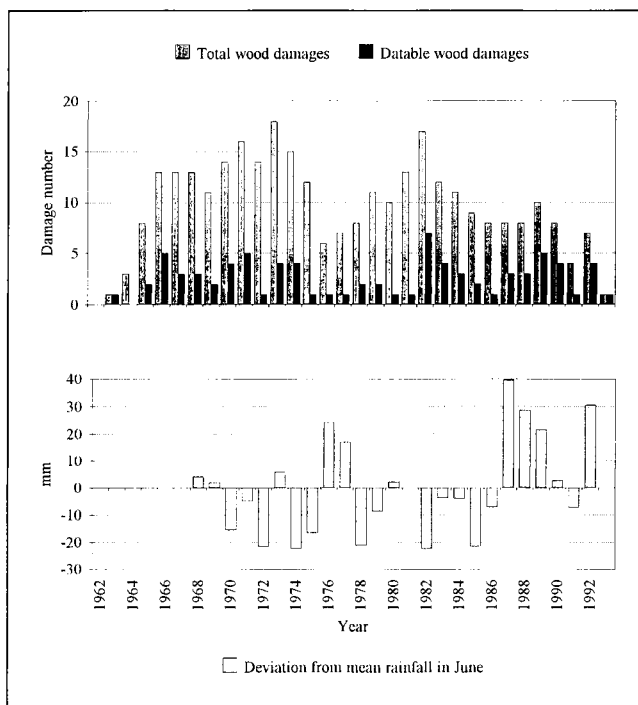 Total wood damages Datable wood damages
20
15
10
5
0
Damage number
40
30
20
10
0
-10
-20
-30
mm
1962 1964 1966 1968 1970 1972 1974 1976 1978 1980 1982 1984 1986 1988 1990 1992
Year
Deviation from mean rainfall in June